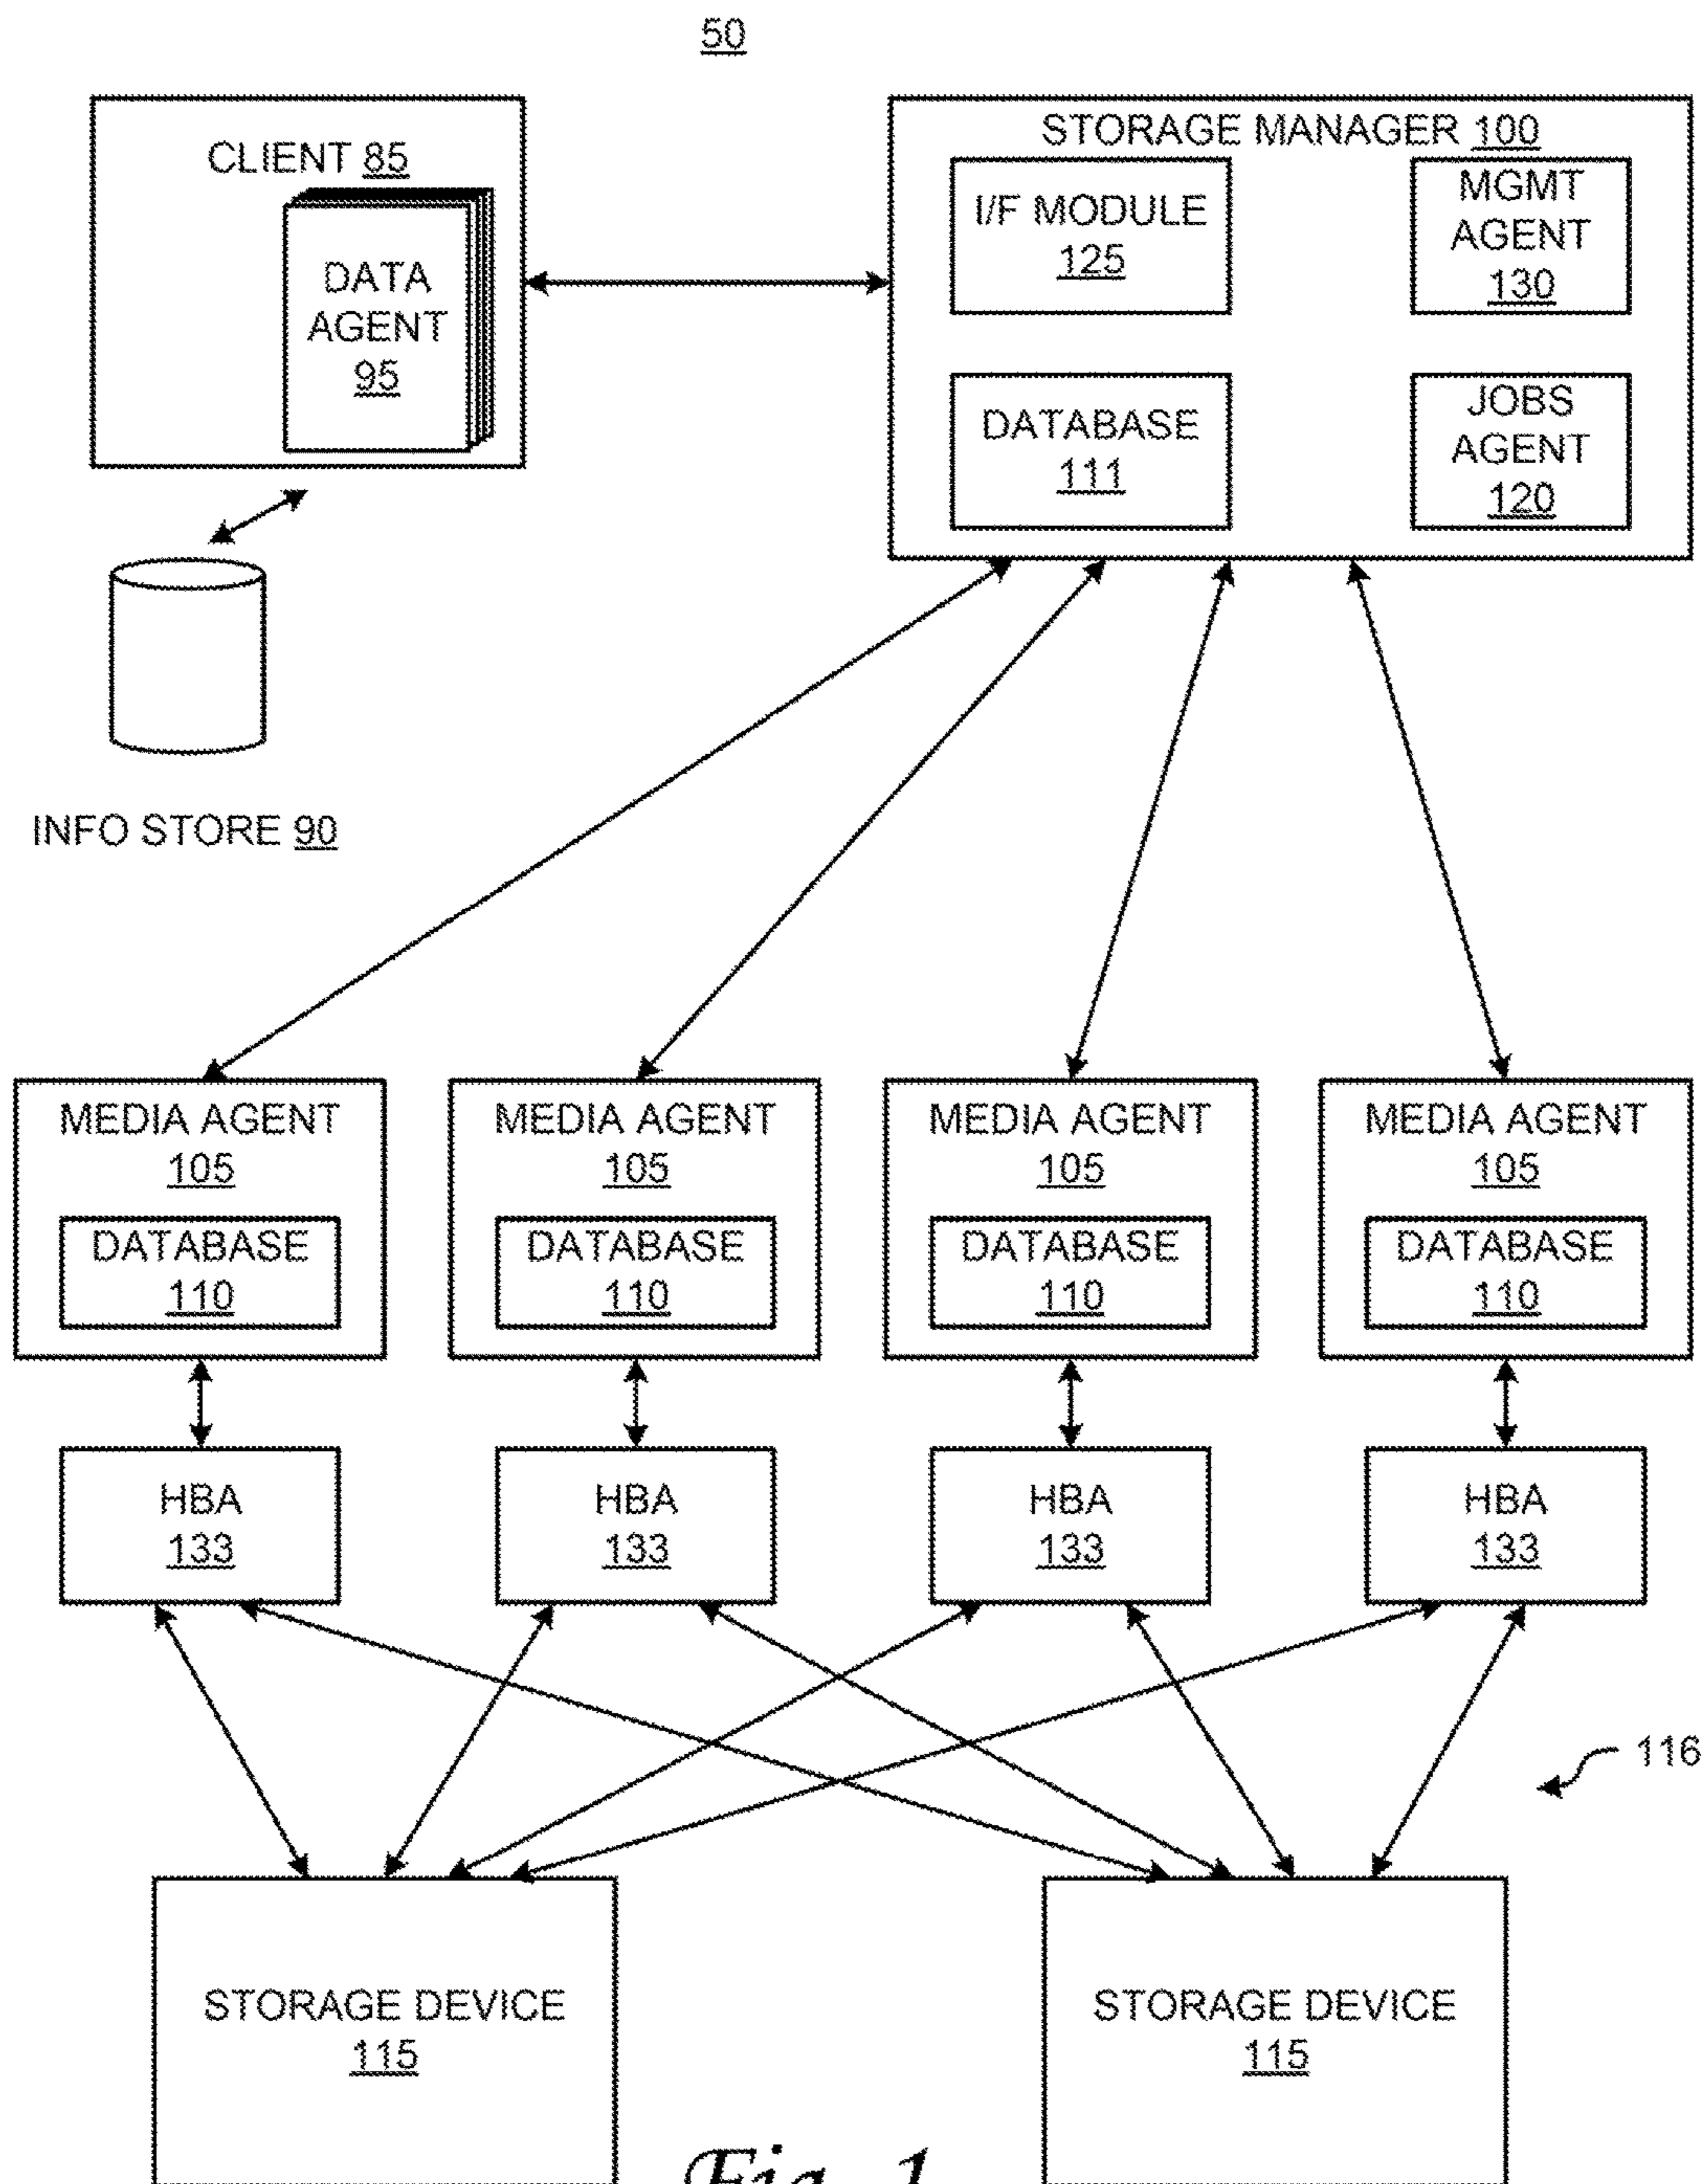 50
CLIENT 85
DATA
AGENT
95
STORAGE MANAGER 100
I/F MODULE
125
MGMT
AGENT
130
DATABASE
111
JOBS
AGENT
120
INFO STORE 90
MEDIA AGENT
105
DATABASE
110
MEDIA AGENT
105
DATABASE
110
MEDIA AGENT
105
DATABASE
110
MEDIA AGENT
105
DATABASE
110
HBA
133
HBA
133
HBA
133
HBA
133
116
STORAGE DEVICE
115
STORAGE DEVICE
115
Fig. 1